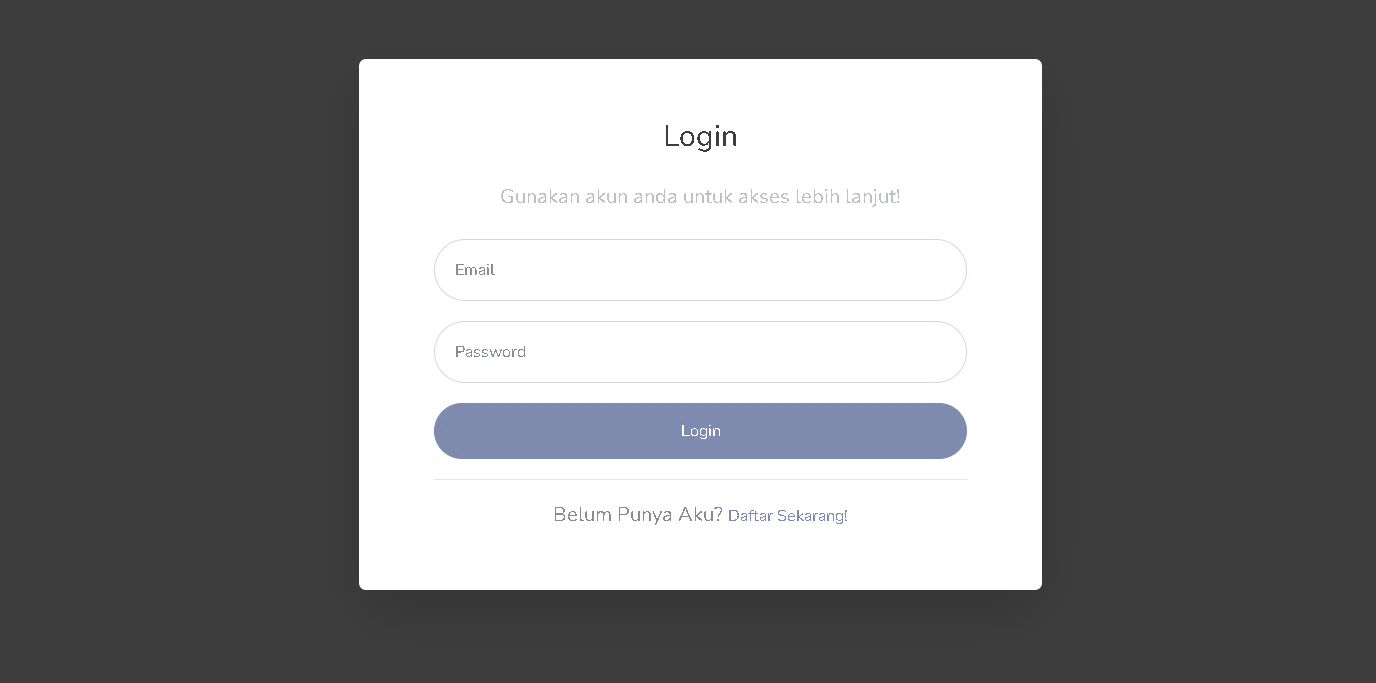 Login
Gunakan akun anda untuk akses lebih lanjut!
Email
Password
Login
Belum Punya Aku? Daftar Sekarang!